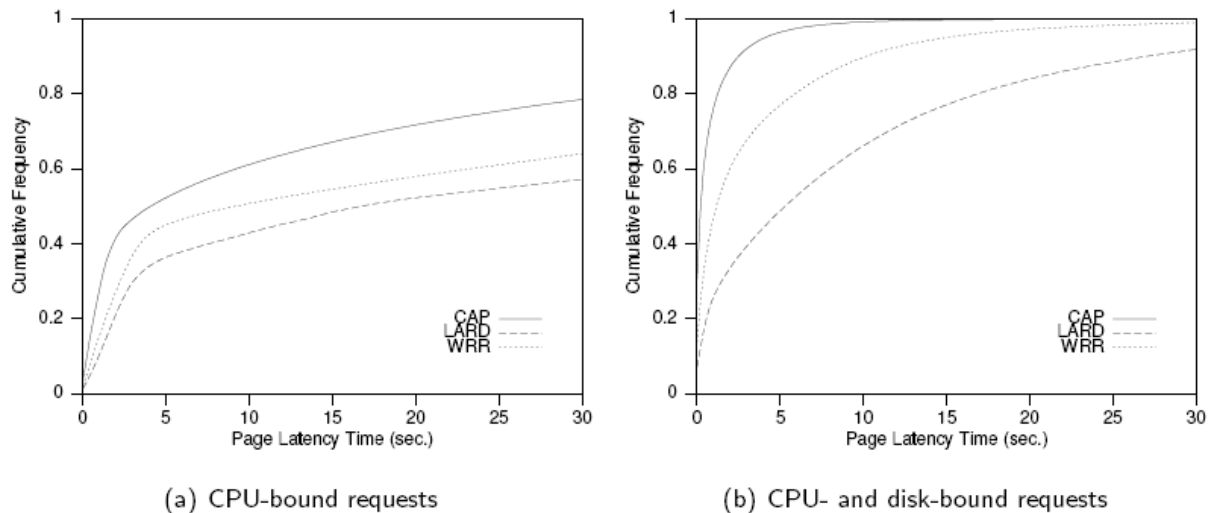 1
0.8
0.6
0.4
0.2
0
Cumulative Frequency
CAP
LARD
WRR
0 5 10 15 20 25 30
Page Latency Time (sec.)
(a) CPU-bound requests
1
0.8
0.6
0.4
0.2
0
Cumulative Frequency
CAP
LARD
WRR
0 5 10 15 20 25 30
Page Latency Time (sec.)
(b) CPU- and disk-bound requests